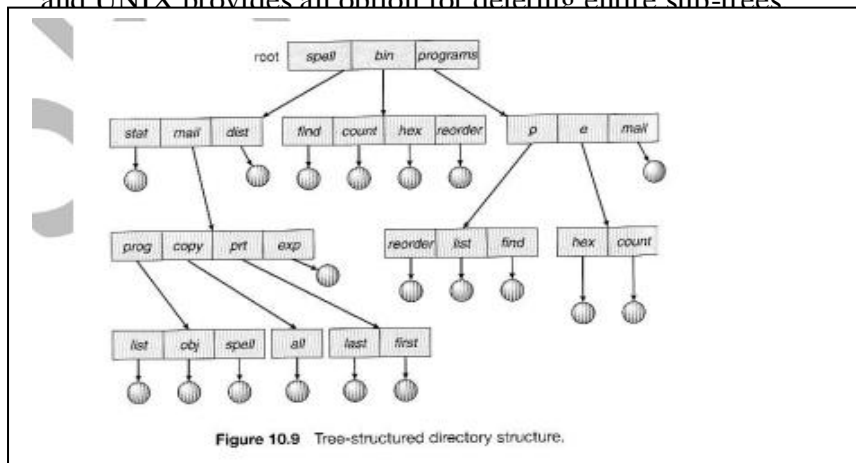 and UNIX provides an option for deleting entire sub-trees
root spell bin programs
stat mail dist find count hex reorder p e mail
prog copy prt exp reorder list find hex count
list obj spell all last first
Figure 10.9 Tree-structured directory structure.